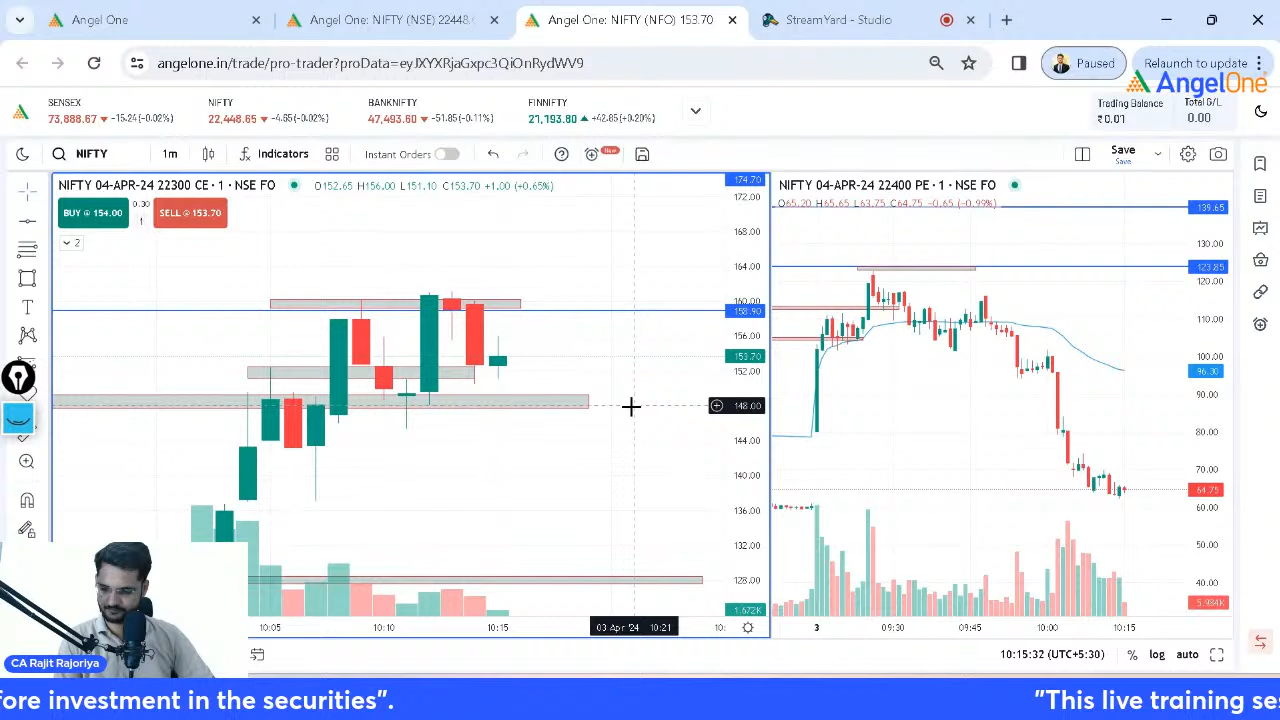 Angel One
Angel One: NIFTY (NSE) 22448.
Angel One: NIFTY (NFO) 153.70
StreamYard - Studio
angelone.in/trade/pro-trader?proData=eyJXYXRjaGxpc3QiOnRydWV9
Paused
Relaunch to update
AngelOne
SENSEX
73,888.67 -15.24(-0.02%)
NIFTY
22,448.65 -4.65(-0.02%)
BANKNIFTY
47,493.60 -51.85(-0.11%)
FINNIFTY
21,193.80 +42.85(+0.20%)
Trading Balance
₹0.01
Total G/L
0.00
NIFTY
1m
Indicators
Instant Orders
New
Save
Save
NIFTY 04-APR-24 22300 CE · 1 · NSE FO
O152.65 H156.00 L151.10 C153.70 +1.00 (+0.65%)
BUY @ 154.00
0.30
1
SELL @ 153.70
2
174.70
172.00
168.00
164.00
160.00
158.90
156.00
153.70
152.00
148.00
144.00
140.00
136.00
132.00
128.00
1.672K
10:05
10:10
10:15
03 Apr '24 10:21
10:
NIFTY 04-APR-24 22400 PE · 1 · NSE FO
O65.20 H65.65 L63.75 C64.75 -0.65 (-0.99%)
139.65
130.00
123.85
120.00
110.00
100.00
96.30
80.00
70.00
64.75
60.00
50.00
40.00
5.984K
3
09:30
09:45
10:00
10:15
10:15:32 (UTC+5:30)
%
log
auto
CA Rajit Rajoriya
fore investment in the securities".
"This live training ses